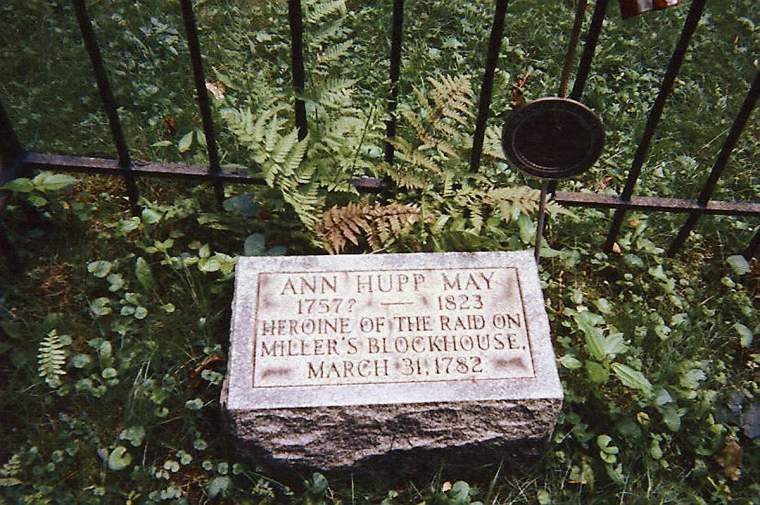 ANN HUPP MAY
1757? — 1823
HEROINE OF THE RAID ON
MILLER'S BLOCKHOUSE.
MARCH 31, 1782